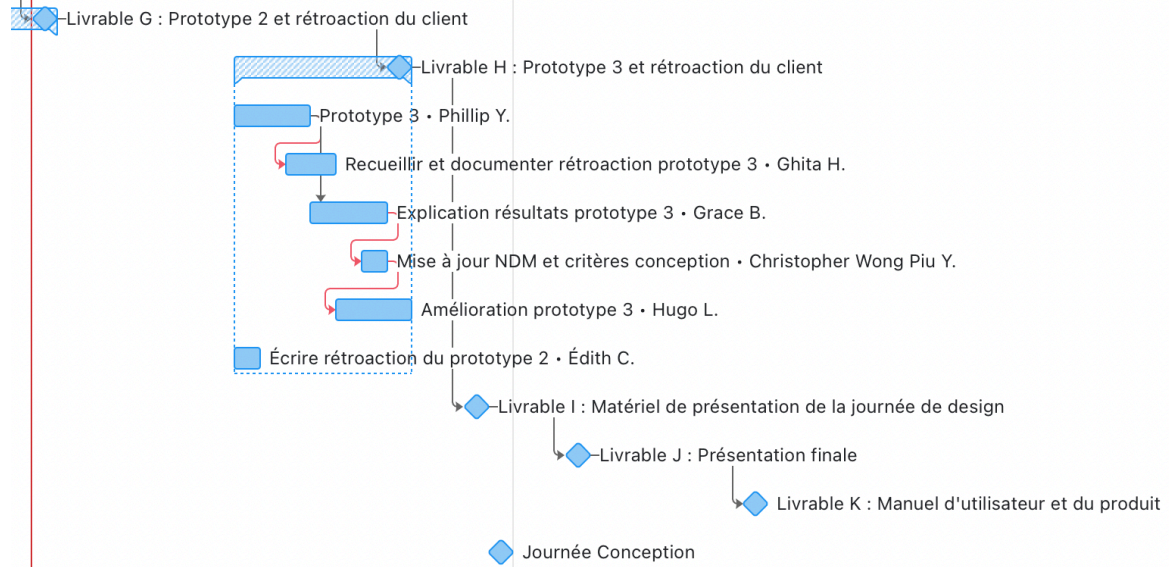 Livrable G : Prototype 2 et rétroaction du client
Livrable H : Prototype 3 et rétroaction du client
Prototype 3 • Phillip Y.
Recueillir et documenter rétroaction prototype 3 • Ghita H.
Explication résultats prototype 3 • Grace B.
Mise à jour NDM et critères conception • Christopher Wong Piu Y.
Amélioration prototype 3 • Hugo L.
Écrire rétroaction du prototype 2 • Édith C.
Livrable I : Matériel de présentation de la journée de design
Livrable J : Présentation finale
Livrable K : Manuel d'utilisateur et du produit
Journée Conception